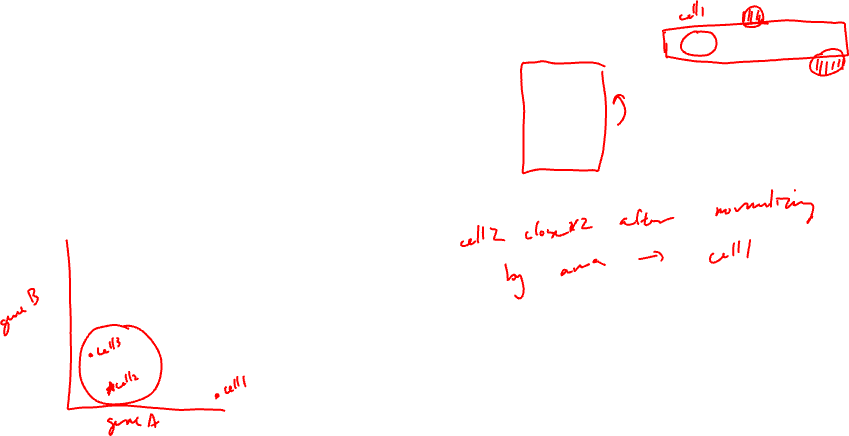 cell1
cell2 close*2 after normalizing
by area → cell1
gene B
cell3
cell2
cell1
gene A